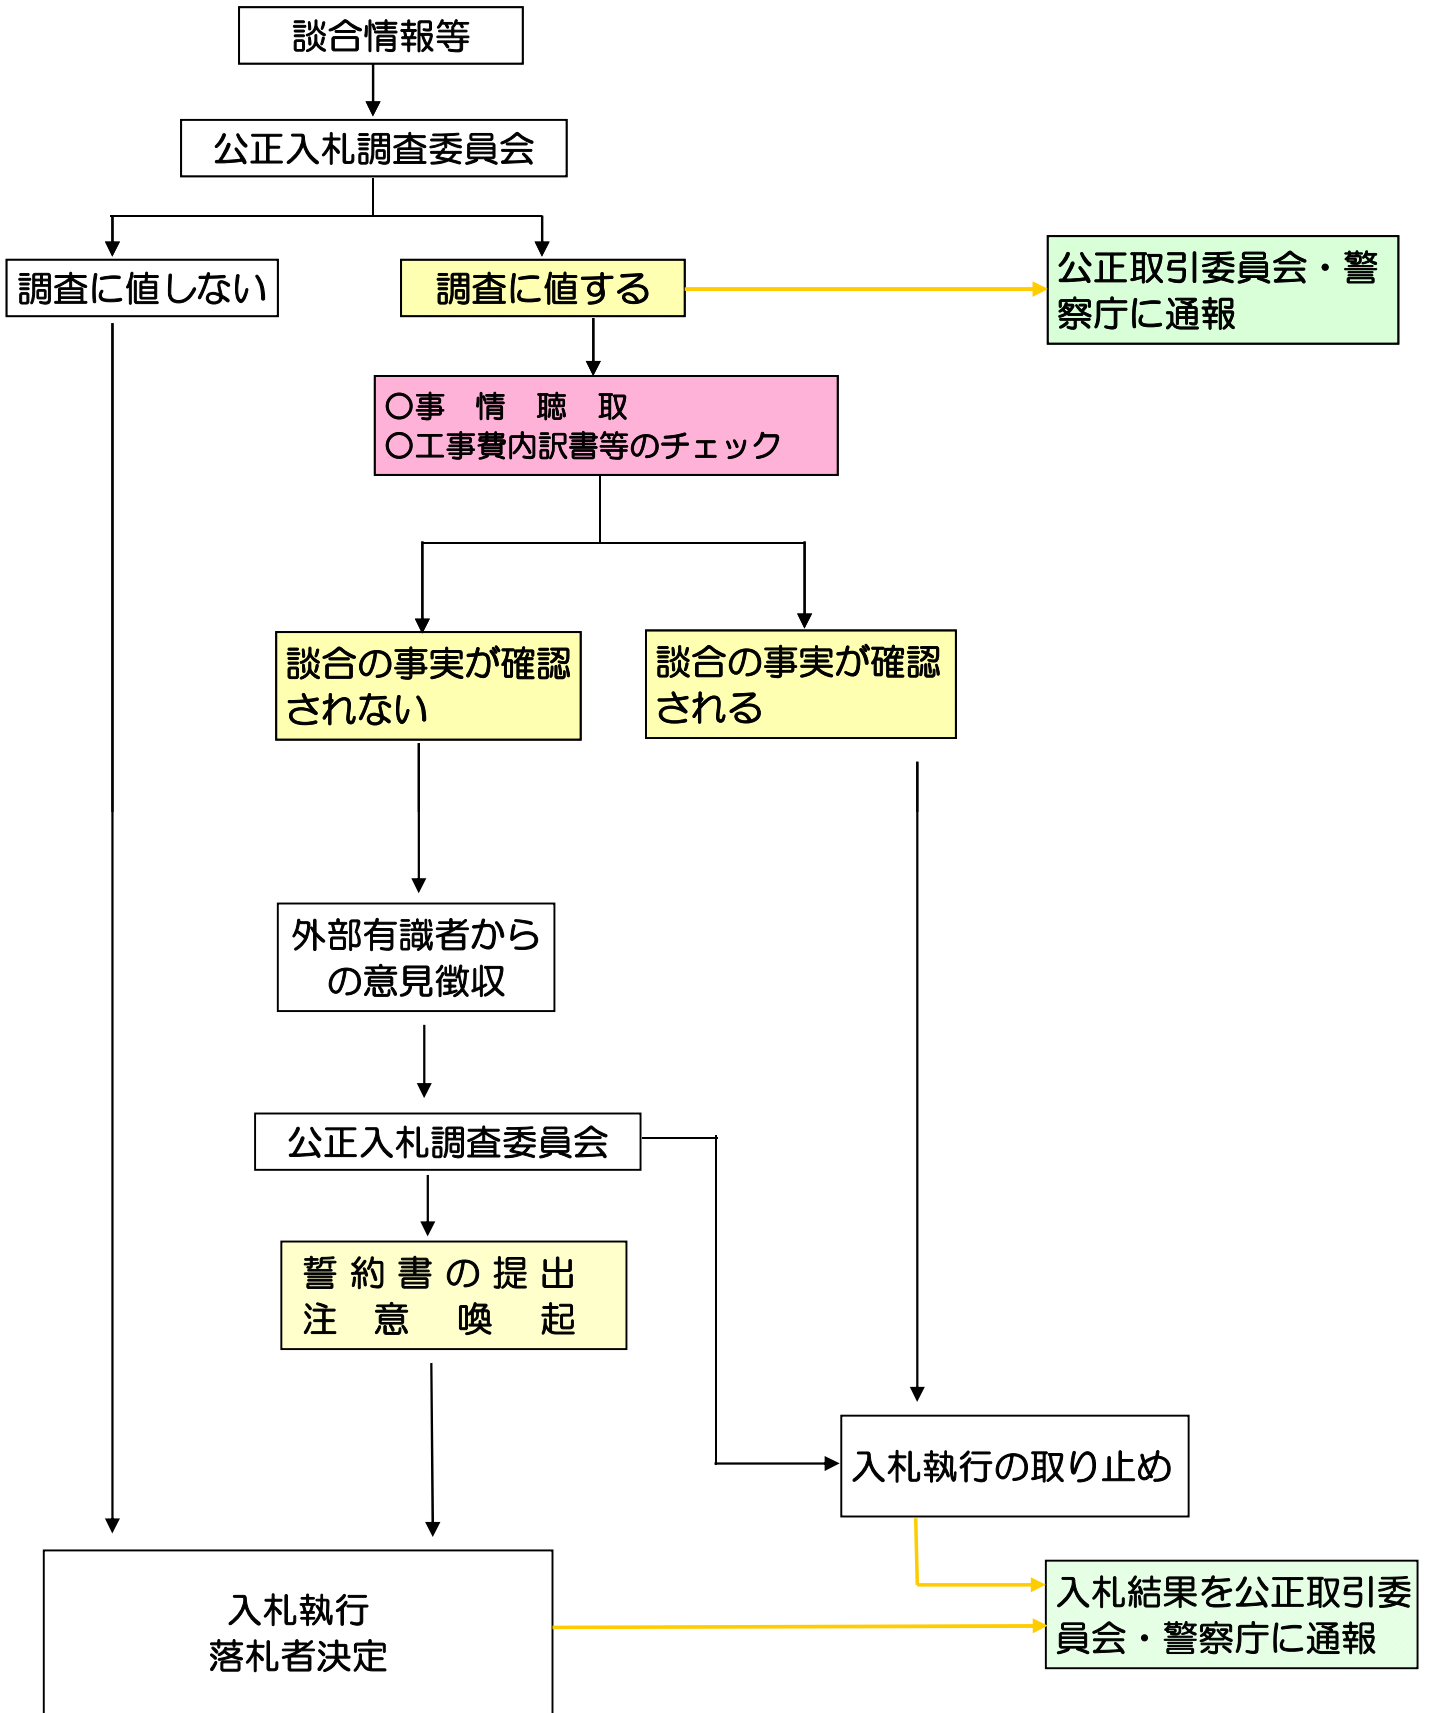 談合情報等
公正入札調査委員会
調査に値しない
調査に値する
公正取引委員会・警
察庁に通報
○事　情　聴　取
○工事費内訳書等のチェック
談合の事実が確認
されない
談合の事実が確認
される
外部有識者から
の意見徴収
公正入札調査委員会
誓 約 書 の 提 出
注　意　喚　起
入札執行の取り止め
入札執行
落札者決定
入札結果を公正取引委
員会・警察庁に通報